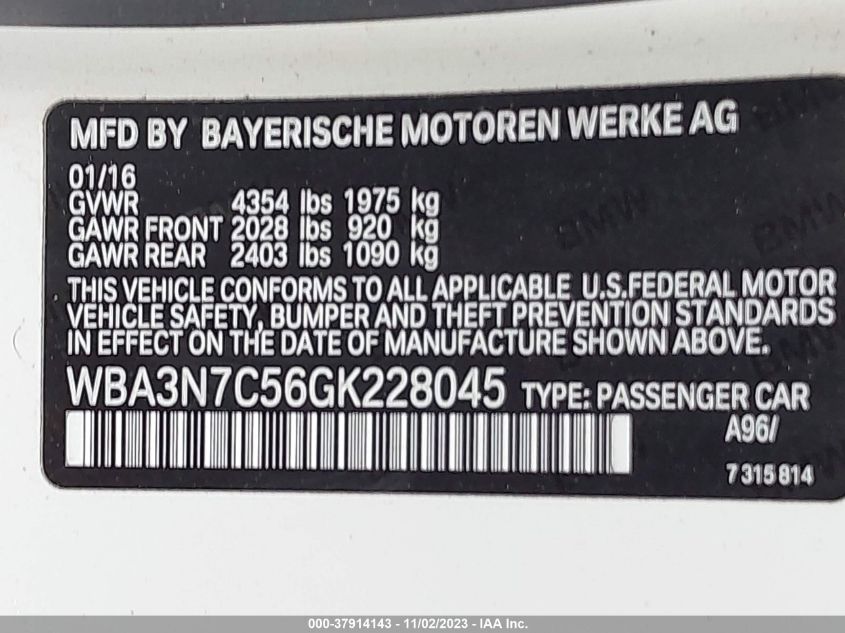 MFD BY BAYERISCHE MOTOREN WERKE AG
01/16
GVWR 4354 lbs 1975 kg
GAWR FRONT 2028 lbs 920 kg
GAWR REAR 2403 lbs 1090 kg
THIS VEHICLE CONFORMS TO ALL APPLICABLE U.S.FEDERAL MOTOR
VEHICLE SAFETY, BUMPER AND THEFT PREVENTION STANDARDS
IN EFFECT ON THE DATE OF MANUFACTURE SHOWN ABOVE.
WBA3N7C56GK228045 TYPE: PASSENGER CAR
A96/
7 315 814
000-37914143 - 11/02/2023 - IAA Inc.